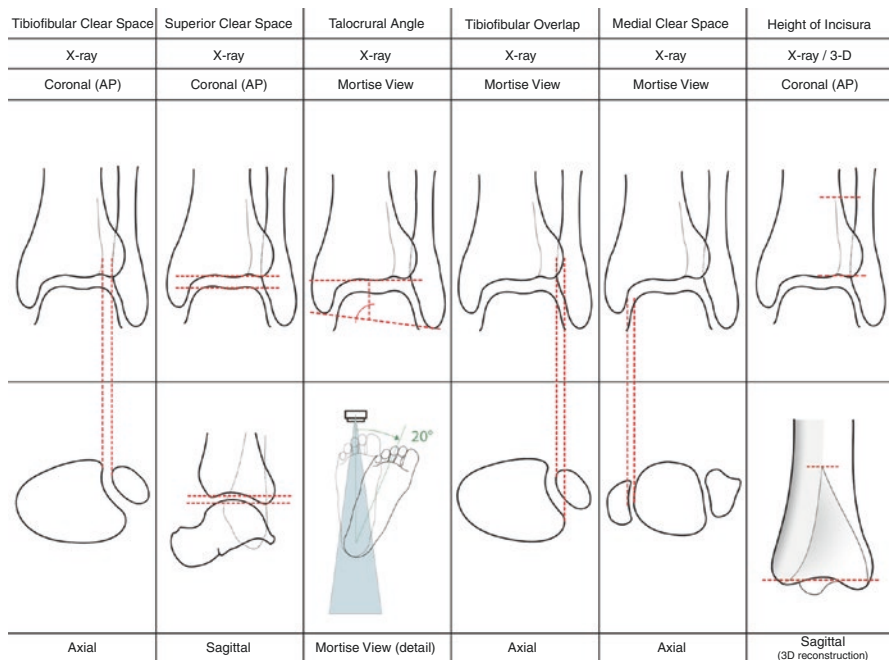 Tibiofibular Clear Space
Superior Clear Space
Talocrural Angle
Tibiofibular Overlap
Medial Clear Space
Height of Incisura
X-ray
X-ray
X-ray
X-ray
X-ray
X-ray / 3-D
Coronal (AP)
Coronal (AP)
Mortise View
Mortise View
Mortise View
Coronal (AP)
20°
Axial
Sagittal
Mortise View (detail)
Axial
Axial
Sagittal
(3D reconstruction)